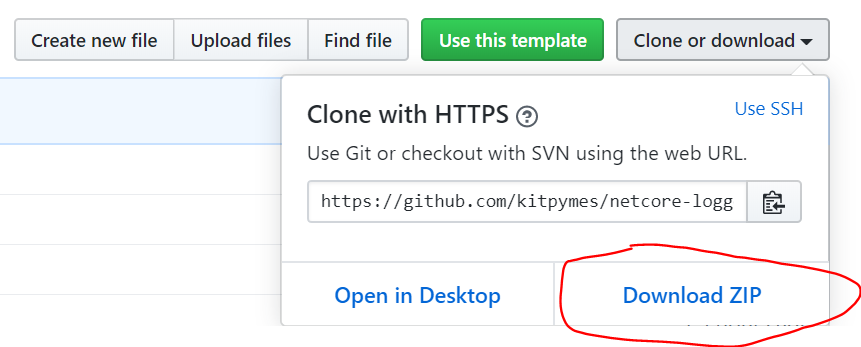 Create new file Upload files Find file Use this template Clone or download
Clone with HTTPS ? Use SSH
Use Git or checkout with SVN using the web URL.
https://github.com/kitpymes/netcore-logg
Open in Desktop Download ZIP